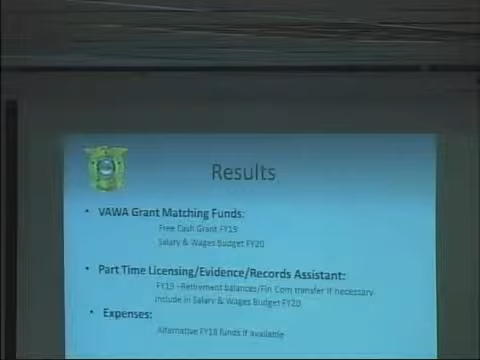 Results
• VAWA Grant Matching Funds:
Free Cash Grant FY19
Salary & Wages Budget FY20
• Part Time Licensing/Evidence/Records Assistant:
FY19 -Retirement balances/Fin Com transfer if necessary
include in Salary & Wages Budget FY20
• Expenses:
Alternative FY18 funds if available